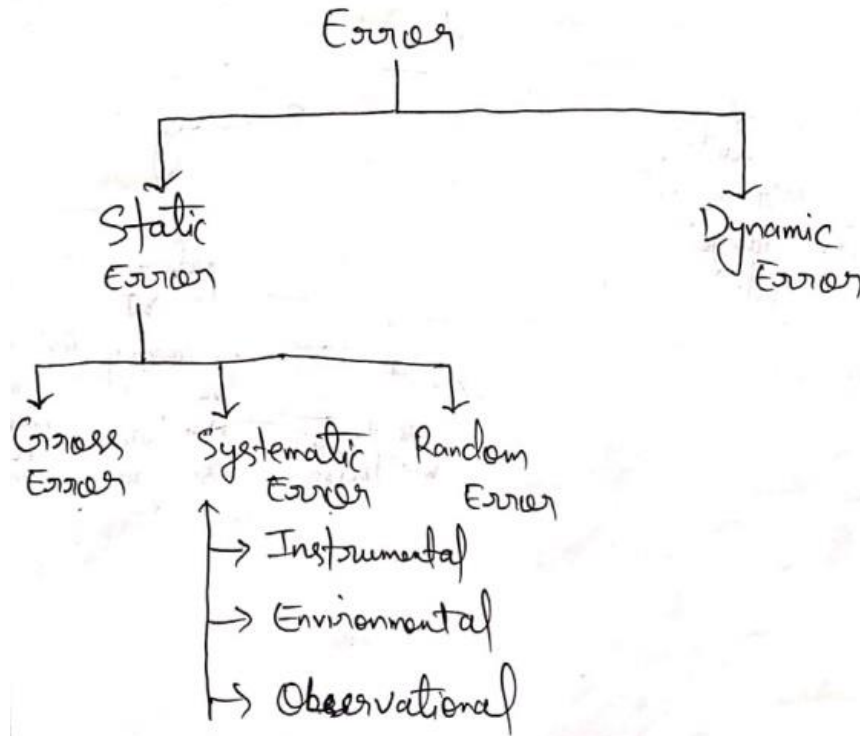 Error
Static
Error
Dynamic
Error
Gross
Error
Systematic
Error
Random
Error
Instrumental
Environmental
Observational